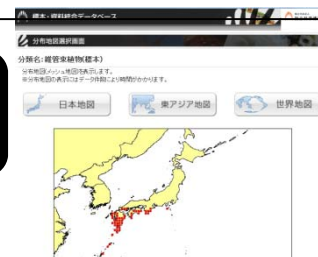 標本・資料統合データベース
分布地図選択画面
分類名:維管束植物(標本)
分布地図(メッシュ地図)を表示します。
※分布地図の表示にはデータ件数により時間がかかります。
日本地図
東アジア地図
世界地図